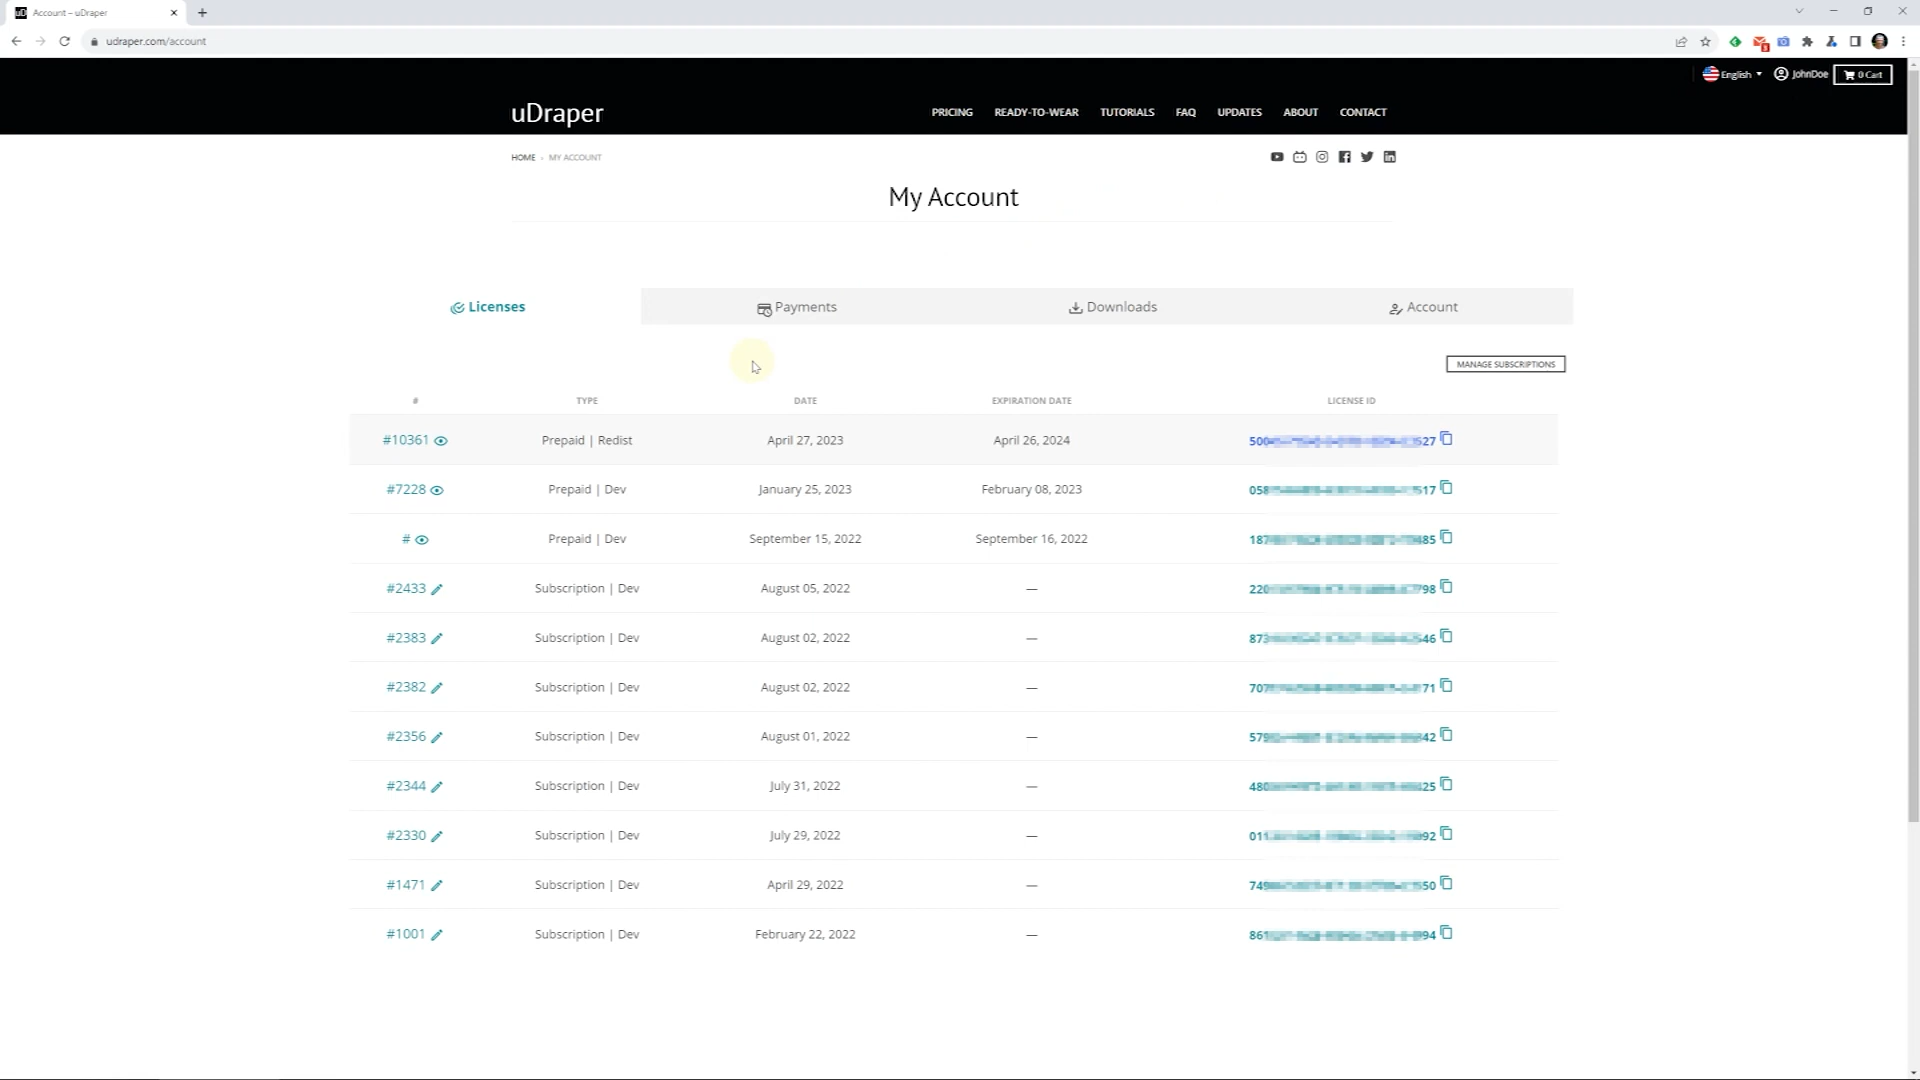 Account – uDraper
udraper.com/account
English JohnDoe 0 Cart
uDraper PRICING READY-TO-WEAR TUTORIALS FAQ UPDATES ABOUT CONTACT
HOME MY ACCOUNT
My Account
Licenses Payments Downloads Account
MANAGE SUBSCRIPTIONS
# TYPE DATE EXPIRATION DATE LICENSE ID
#10361 Prepaid | Redist April 27, 2023 April 26, 2024
#7228 Prepaid | Dev January 25, 2023 February 08, 2023
# Prepaid | Dev September 15, 2022 September 16, 2022
#2433 Subscription | Dev August 05, 2022 —
#2383 Subscription | Dev August 02, 2022 —
#2382 Subscription | Dev August 02, 2022 —
#2356 Subscription | Dev August 01, 2022 —
#2344 Subscription | Dev July 31, 2022 —
#2330 Subscription | Dev July 29, 2022 —
#1471 Subscription | Dev April 29, 2022 —
#1001 Subscription | Dev February 22, 2022 —